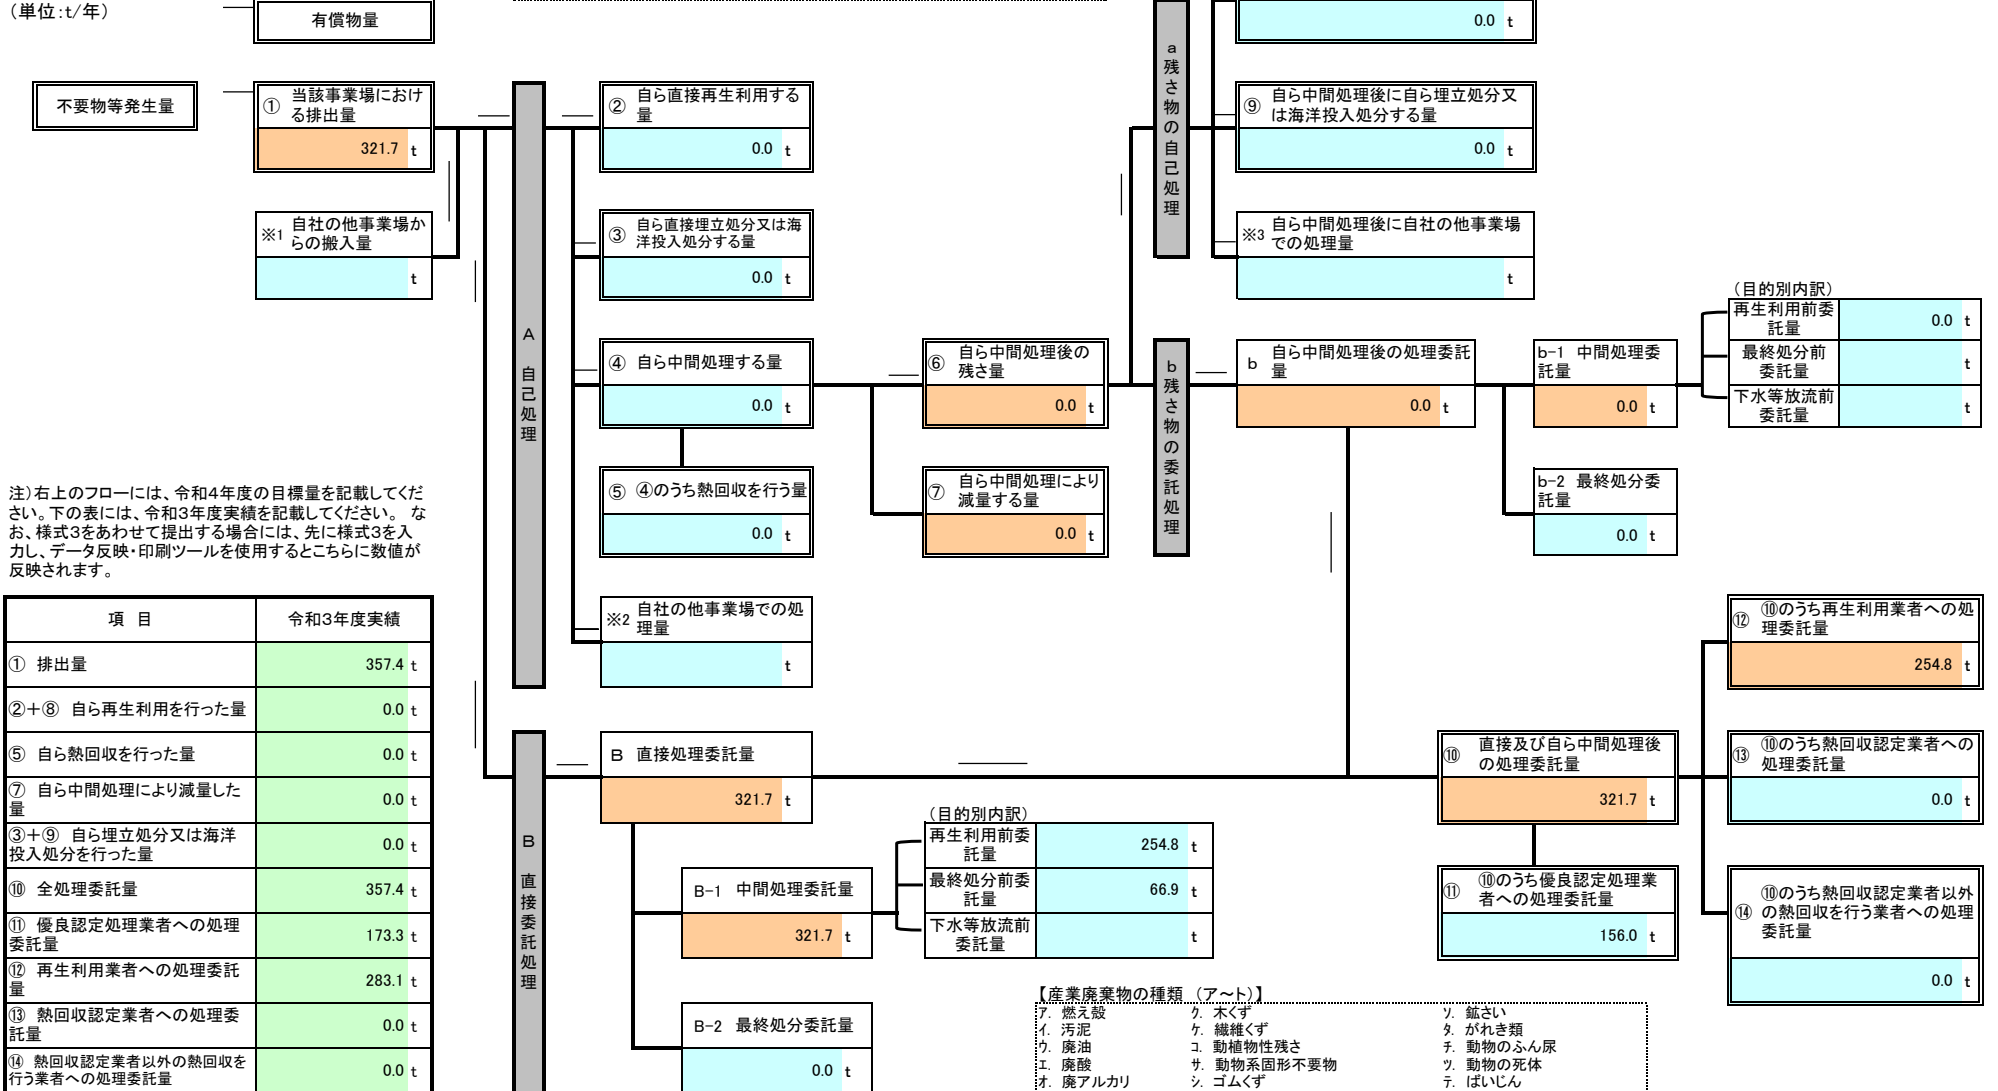 (単位:t/年)
有償物量
0.0 t
不要物等発生量
① 当該事業場におけ
る排出量
321.7 t
※1 自社の他事業場か
らの搬入量
t
A 自己処理
② 自ら直接再生利用する
量
0.0 t
③ 自ら直接埋立処分又は海
洋投入処分する量
0.0 t
④ 自ら中間処理する量
0.0 t
⑤ ④のうち熱回収を行う量
0.0 t
※2 自社の他事業場での処
理量
t
⑥ 自ら中間処理後の
残さ量
0.0 t
⑦ 自ら中間処理により
減量する量
0.0 t
a残さ物の自己処理
⑨ 自ら中間処理後に自ら埋立処分又
は海洋投入処分する量
0.0 t
※3 自ら中間処理後に自社の他事業場
での処理量
t
b残さ物の委託処理
b 自ら中間処理後の処理委託
量
0.0 t
b-1 中間処理委
託量
0.0 t
b-2 最終処分委
託量
0.0 t
(目的別内訳)
再生利用前委
託量
0.0 t
最終処分前
委託量
t
下水等放流前
委託量
t
注)右上のフローには、令和4年度の目標量を記載してくだ
さい。下の表には、令和3年度実績を記載してください。 な
お、様式3をあわせて提出する場合には、先に様式3を入
力し、データ反映・印刷ツールを使用するとこちらに数値が
反映されます。
項 目 令和3年度実績
① 排出量 357.4 t
②+⑧ 自ら再生利用を行った量 0.0 t
⑤ 自ら熱回収を行った量 0.0 t
⑦ 自ら中間処理により減量した
量 0.0 t
③+⑨ 自ら埋立処分又は海洋
投入処分を行った量 0.0 t
⑩ 全処理委託量 357.4 t
⑪ 優良認定処理業者への処理
委託量 173.3 t
⑫ 再生利用業者への処理委託
量 283.1 t
⑬ 熱回収認定業者への処理委
託量 0.0 t
⑭ 熱回収認定業者以外の熱回収を
行う業者への処理委託量 0.0 t
B 直接委託処理
B 直接処理委託量
321.7 t
B-1 中間処理委託量
321.7 t
B-2 最終処分委託量
0.0 t
(目的別内訳)
再生利用前委
託量
254.8 t
最終処分前委
託量
66.9 t
下水等放流前
委託量
t
⑩ 直接及び自ら中間処理後
の処理委託量
321.7 t
⑪ ⑩のうち優良認定処理業
者への処理委託量
156.0 t
⑫ ⑩のうち再生利用業者への処
理委託量
254.8 t
⑬ ⑩のうち熱回収認定業者への
処理委託量
0.0 t
⑭ ⑩のうち熱回収認定業者以外
の熱回収を行う業者への処理
委託量
0.0 t
【産業廃棄物の種類 (ア~ト)】
ア. 燃え殻 ク. 木くず ソ. 鉱さい
イ. 汚泥 ケ. 繊維くず タ. がれき類
ウ. 廃油 コ. 動植物性残さ チ. 動物のふん尿
エ. 廃酸 サ. 動物系固形不要物 ツ. 動物の死体
オ. 廃アルカリ シ. ゴムくず テ. ばいじん